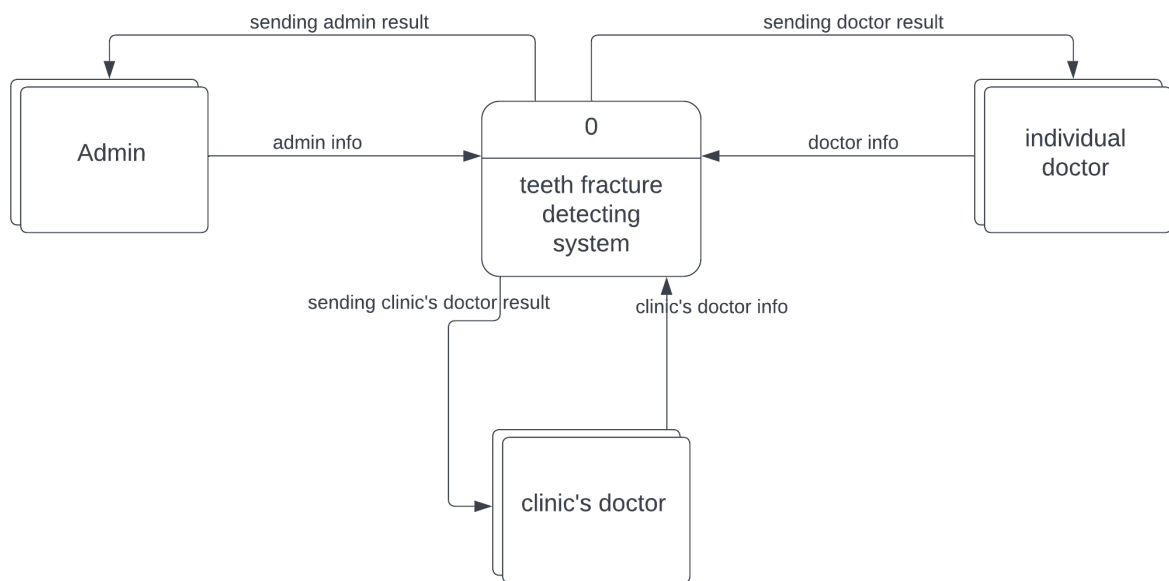 sending admin result
sending doctor result
0
Admin
admin info
doctor info
individual
doctor
teeth fracture
detecting
system
sending clinic's doctor result
clinic's doctor info
clinic's doctor